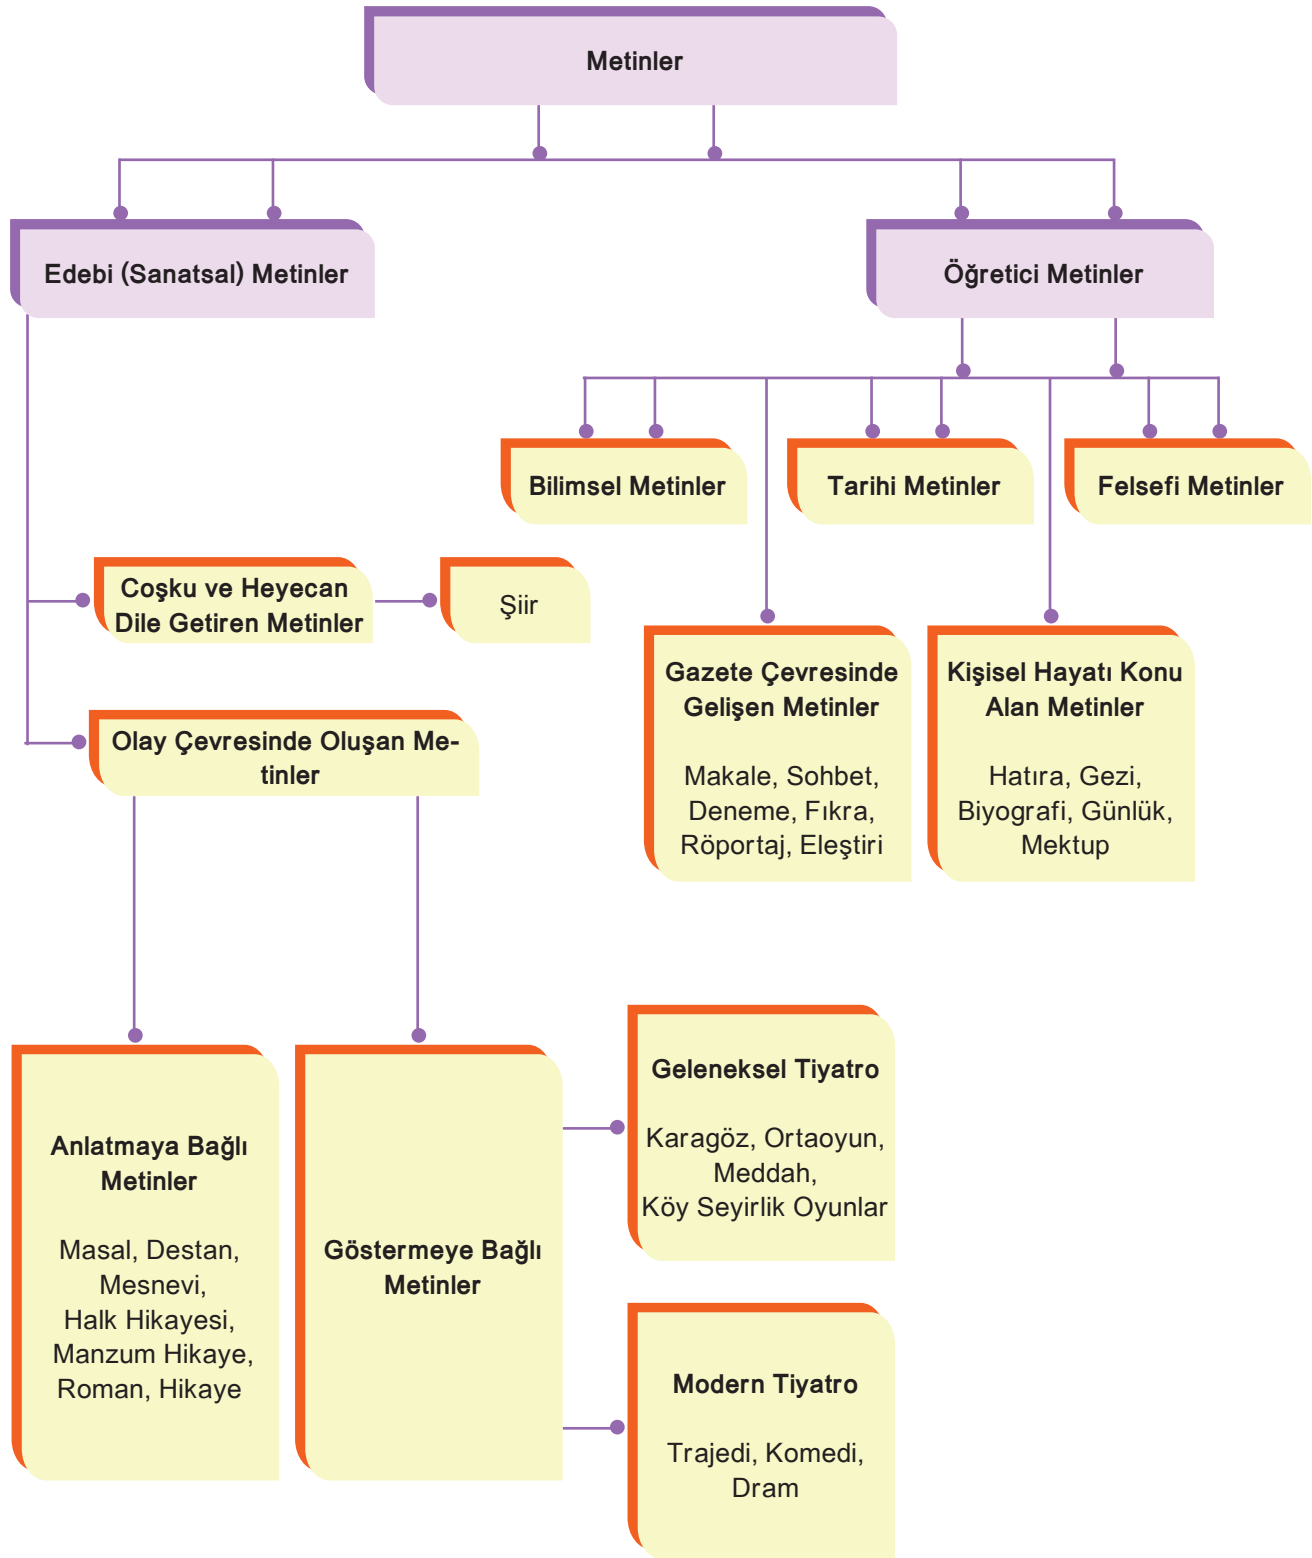 Metinler
Edebi (Sanatsal) Metinler
Öğretici Metinler
Bilimsel Metinler
Tarihi Metinler
Felsefi Metinler
Coşku ve Heyecan
Dile Getiren Metinler
Şiir
Gazete Çevresinde
Gelişen Metinler
Makale, Sohbet,
Deneme, Fıkra,
Röportaj, Eleştiri
Kişisel Hayatı Konu
Alan Metinler
Hatıra, Gezi,
Biyografi, Günlük,
Mektup
Olay Çevresinde Oluşan Me-
tinler
Anlatmaya Bağlı
Metinler
Masal, Destan,
Mesnevi,
Halk Hikayesi,
Manzum Hikaye,
Roman, Hikaye
Göstermeye Bağlı
Metinler
Geleneksel Tiyatro
Karagöz, Ortaoyun,
Meddah,
Köy Seyirlik Oyunlar
Modern Tiyatro
Trajedi, Komedi,
Dram